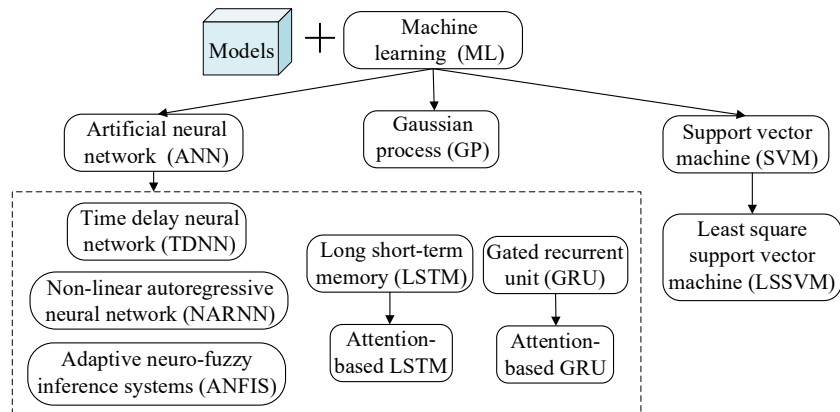 Models
+
Machine
learning (ML)
Artificial neural
network (ANN)
Gaussian
process (GP)
Support vector
machine (SVM)
Time delay neural
network (TDNN)
Non-linear autoregressive
neural network (NARNN)
Adaptive neuro-fuzzy
inference systems (ANFIS)
Long short-term
memory (LSTM)
Attention-
based LSTM
Gated recurrent
unit (GRU)
Attention-
based GRU
Least square
support vector
machine (LSSVM)